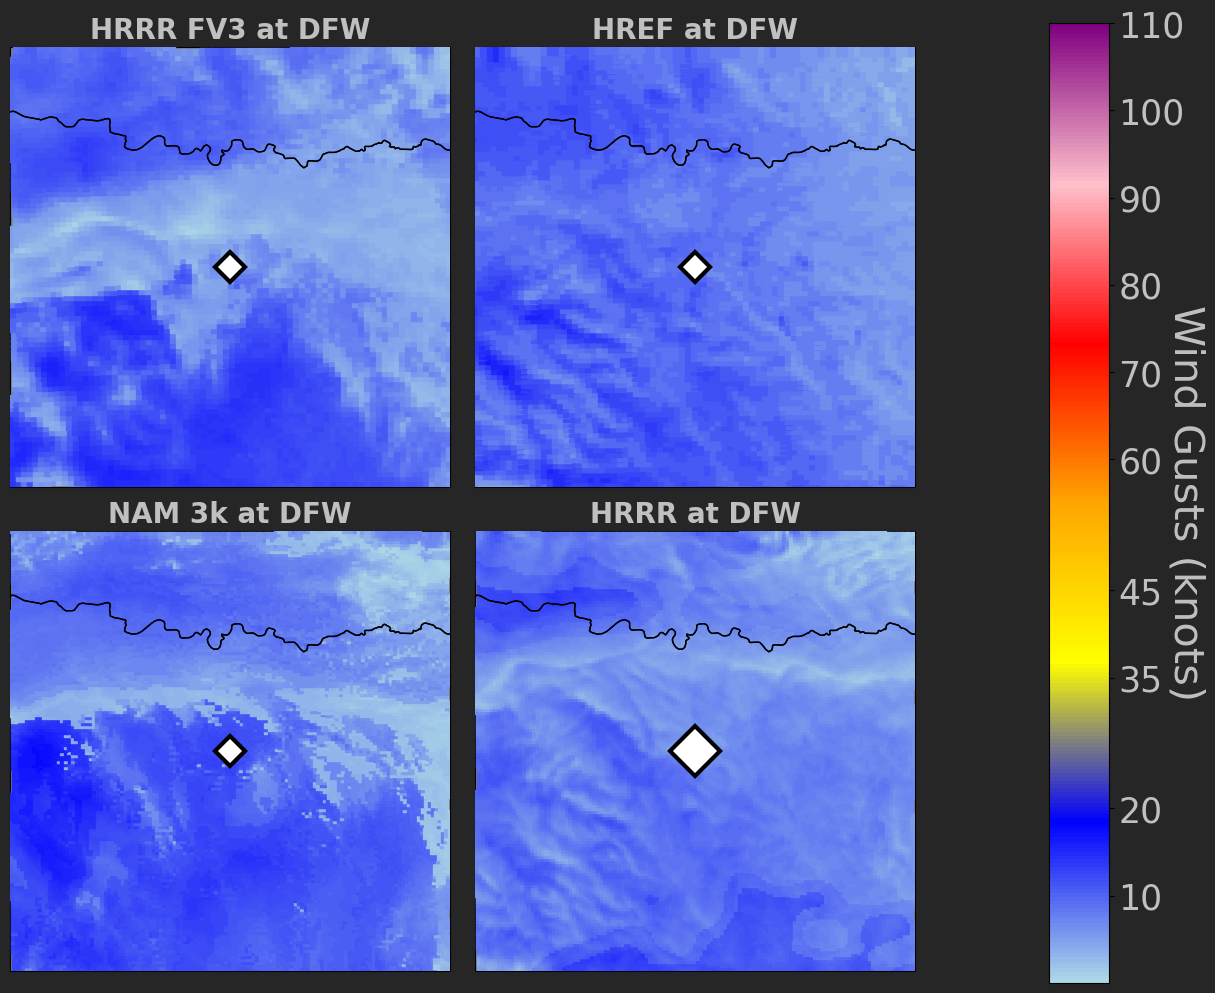 HRRR FV3 at DFW
HREF at DFW
NAM 3k at DFW
HRRR at DFW
110
100
90
80
70
60
45
35
20
10
Wind Gusts (knots)